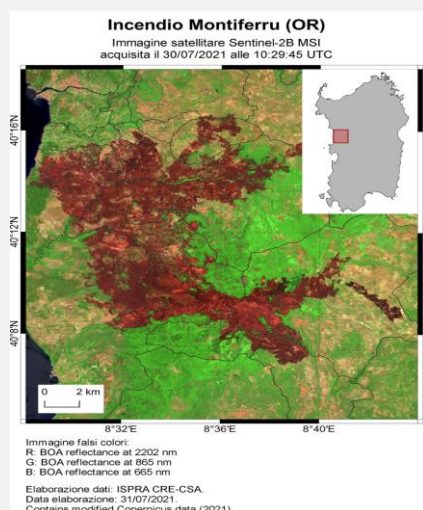 Incendio Montiferru (OR)
Immagine satellitare Sentinel-2B MSI
acquisita il 30/07/2021 alle 10:29:45 UTC
40°16'N
40°12'N
40°8'N
0 2 km
8°32'E 8°36'E 8°40'E
Immagine falsi colori:
R: BOA reflectance at 2202 nm
G: BOA reflectance at 865 nm
B: BOA reflectance at 665 nm
Elaborazione dati: ISPRA CRE-CSA.
Data elaborazione: 31/07/2021.
Contains modified Copernicus data (2021)